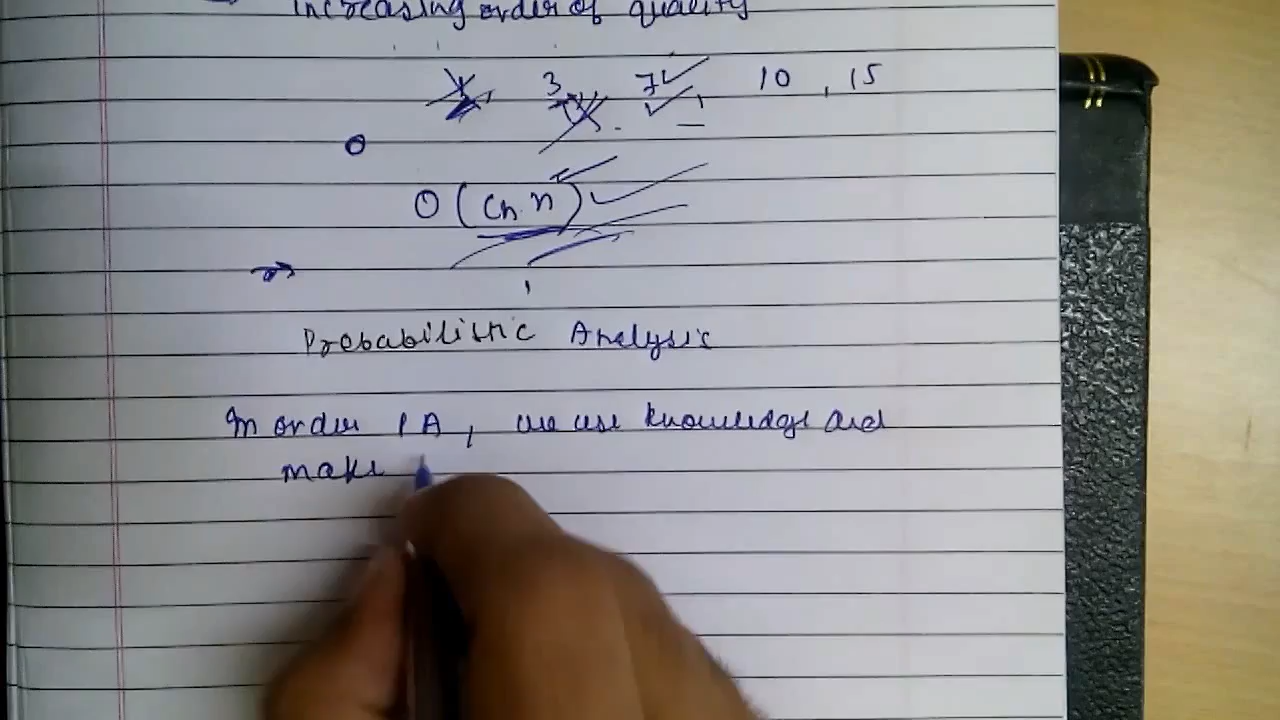 Increasing order of quality
3 7 10 , 15
O (Ch.n)
Probabilistic Analysis
In order PA, we use knowledge and
make